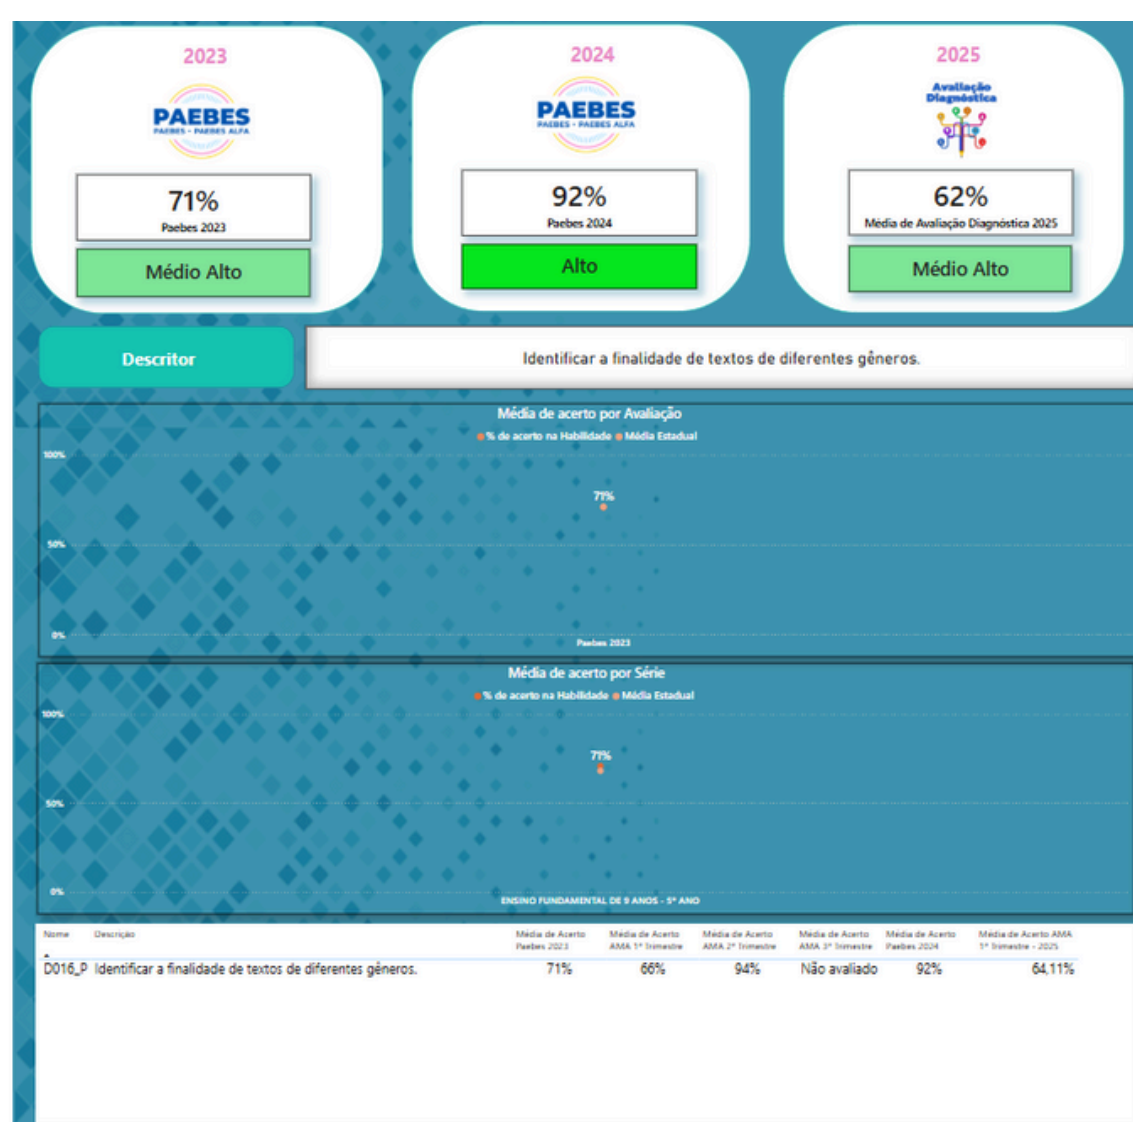 2023
2024
2025
PAEBES
PAEBES - PAEBES ALFA
PAEBES
PAEBES - PAEBES ALFA
Avaliação
Diagnóstica
71%
Paebes 2023
Médio Alto
92%
Paebes 2024
Alto
62%
Média de Avaliação Diagnóstica 2025
Médio Alto
Descritor
Identificar a finalidade de textos de diferentes gêneros.
Média de acerto por Avaliação
% de acerto na Habilidade Média Estadual
100%
71%
50%
0%
Paebes 2023
Média de acerto por Série
% de acerto na Habilidade Média Estadual
100%
71%
50%
0%
ENSINO FUNDAMENTAL DE 9 ANOS - 5º ANO
Nome Descrição Média de Acerto Paebes 2023 Média de Acerto AMA 1º Trimestre Média de Acerto AMA 2º Trimestre Média de Acerto AMA 3º Trimestre Média de Acerto Paebes 2024 Média de Acerto AMA 1º Trimestre - 2025
D016_P Identificar a finalidade de textos de diferentes gêneros. 71% 66% 94% Não avaliado 92% 64,11%